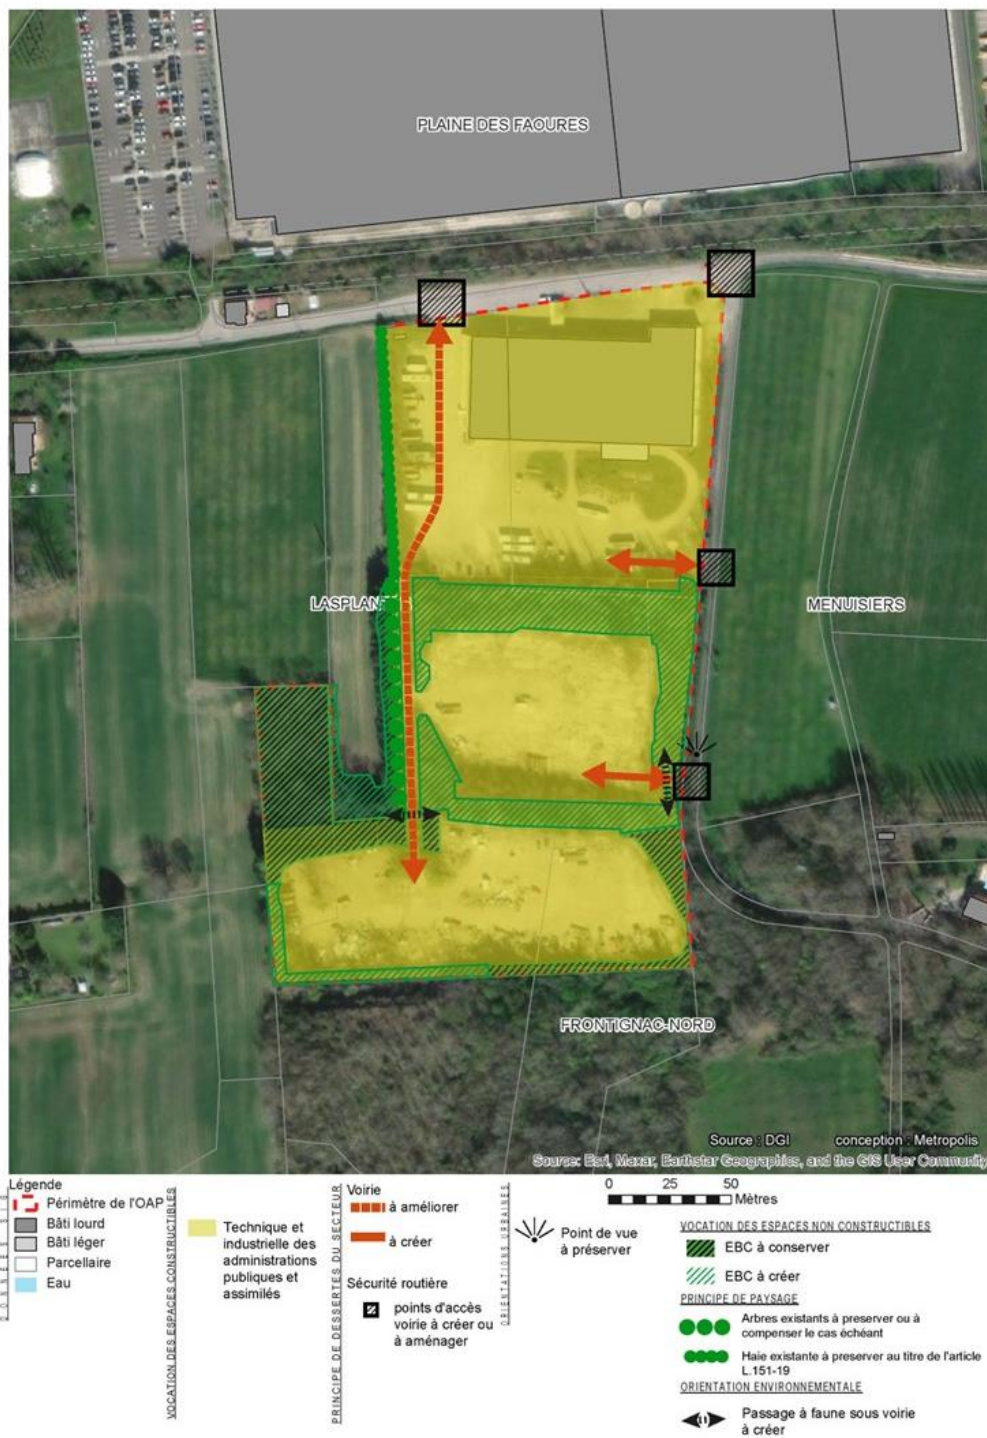 PLAINE DES FAOURES
LASPLAN
MENUISIERS
FRONTIGNAC-NORD
Source : DGI conception : Metropolis
Source: Esri, Maxar, Earthstar Geographics, and the GIS User Community
Légende
Périmètre de l'OAP
Bâti lourd
Bâti léger
Parcellaire
Eau
VOCATION DES ESPACES CONSTRUCTIBLES
Technique et
industrielle des
administrations
publiques et
assimilés
PRINCIPE DE DESSERTES DU SECTEUR
Voirie
à améliorer
à créer
Sécurité routière
points d'accès
voirie à créer ou
à aménager
ORIENTATIONS URBAINES
0 25 50
Mètres
Point de vue
à préserver
VOCATION DES ESPACES NON CONSTRUCTIBLES
EBC à conserver
EBC à créer
PRINCIPE DE PAYSAGE
Arbres existants à preserver ou à
compenser le cas échéant
Haie existante à preserver au titre de l'article
L.151-19
ORIENTATION ENVIRONNEMENTALE
Passage à faune sous voirie
à créer